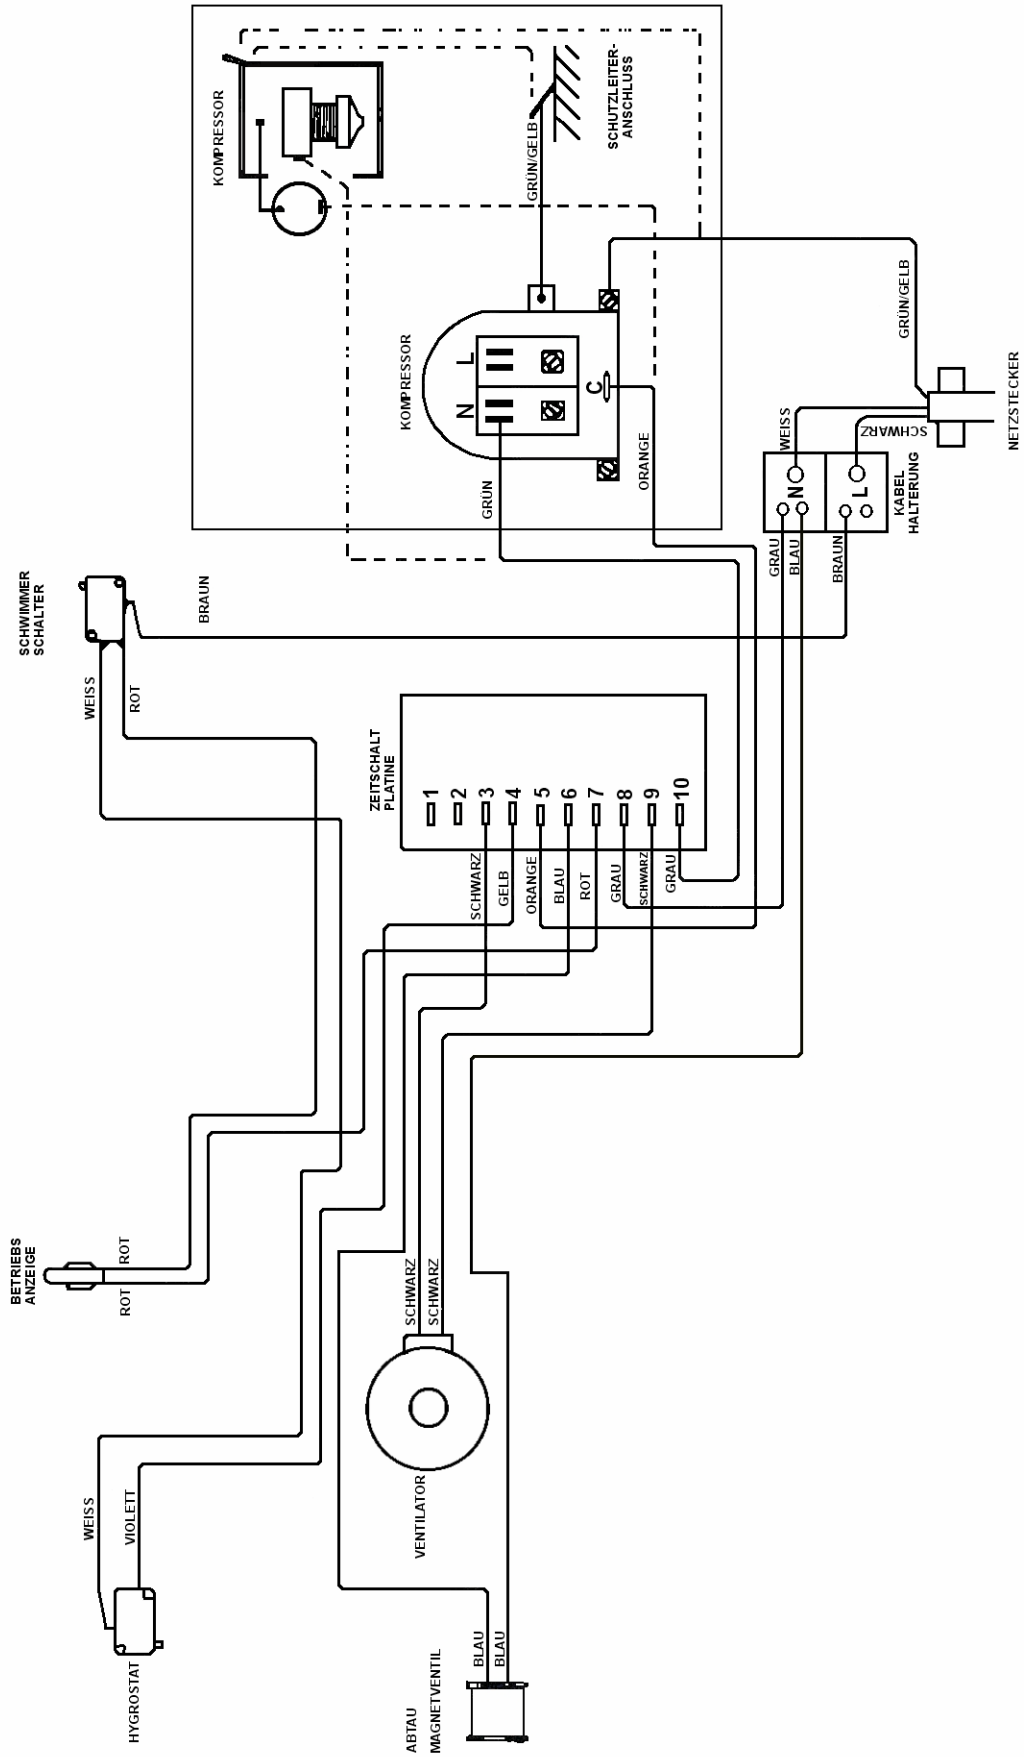 KOMPRESSOR
SCHUTZLEITER-
ANSCHLUSS
GRÜN/GELB
KOMPRESSOR
N L
C
GRÜN
ORANGE
GRÜN/GELB
NETZSTECKER
WEISS
SCHWARZ
N
L
KABEL
HALTERUNG
GRAU
BLAU
BRAUN
SCHWIMMER
SCHALTER
BRAUN
WEISS
ROT
ZEITSCHALT
PLATINE
1
2
3
4
5
6
7
8
9
10
SCHWARZ
GELB
ORANGE
BLAU
ROT
GRAU
SCHWARZ
GRAU
BETRIEBS
ANZEIGE
ROT
ROT
SCHWARZ
SCHWARZ
VENTILATOR
WEISS
VIOLETT
HYGROSTAT
BLAU
BLAU
ABTAU
MAGNETVENTIL